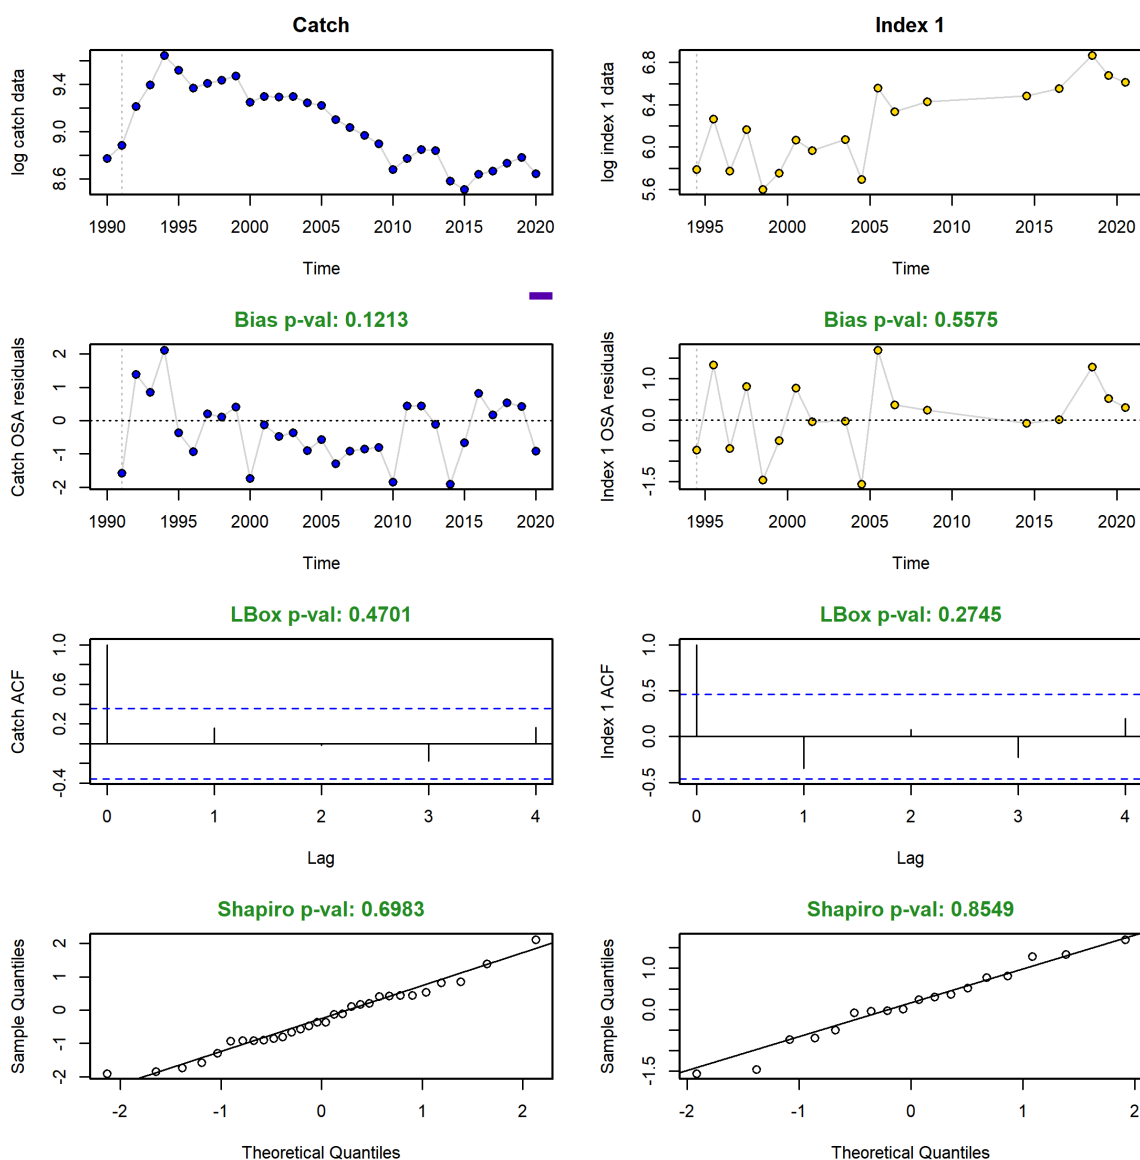 Catch
log catch data
8.6 9.0 9.4
1990 1995 2000 2005 2010 2015 2020
Time
Index 1
log index 1 data
5.6 6.0 6.4 6.8
1995 2000 2005 2010 2015 2020
Time
Bias p-val: 0.1213
Catch OSA residuals
-2 -1 0 1 2
1990 1995 2000 2005 2010 2015 2020
Time
Bias p-val: 0.5575
Index 1 OSA residuals
-1.5 0.0 1.0
1995 2000 2005 2010 2015 2020
Time
LBox p-val: 0.4701
Catch ACF
-0.4 0.2 0.6 1.0
0 1 2 3 4
Lag
LBox p-val: 0.2745
Index 1 ACF
-0.5 0.0 0.5 1.0
0 1 2 3 4
Lag
Shapiro p-val: 0.6983
Sample Quantiles
-2 -1 0 1 2
-2 -1 0 1 2
Theoretical Quantiles
Shapiro p-val: 0.8549
Sample Quantiles
-1.5 0.0 1.0
-2 -1 0 1 2
Theoretical Quantiles